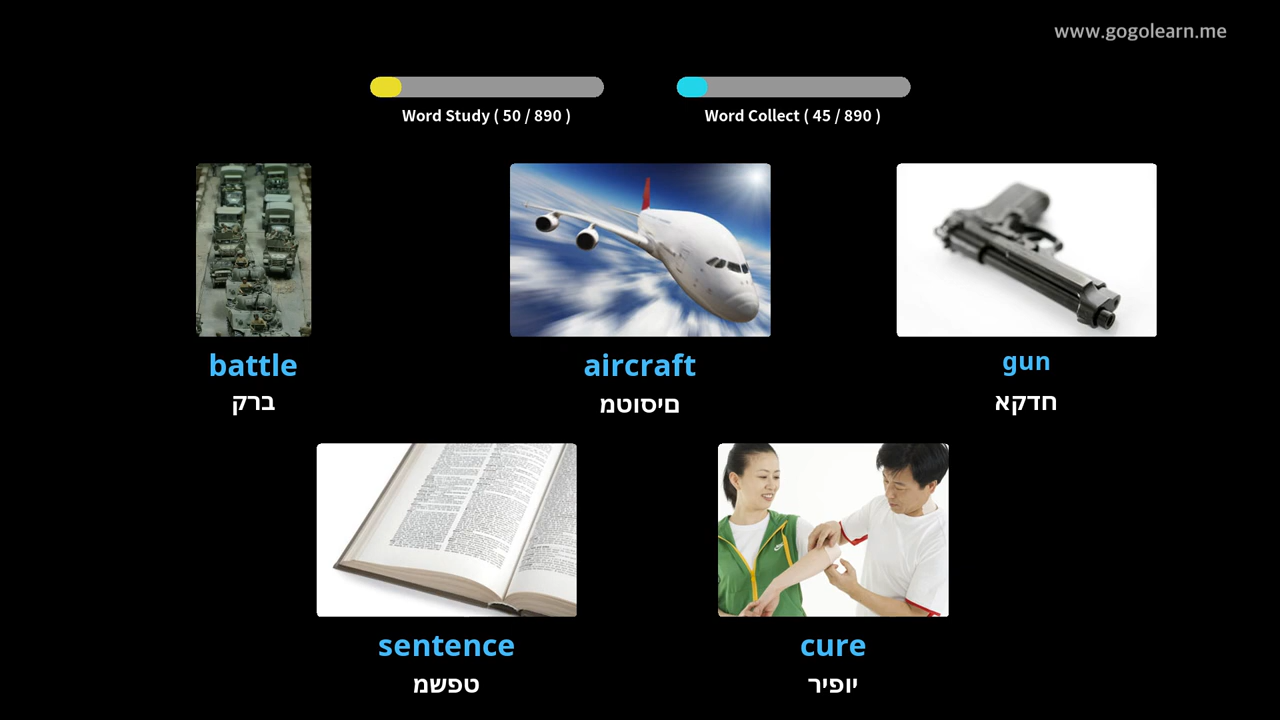 www.gogolearn.me
Word Study ( 50 / 890 )
Word Collect ( 45 / 890 )
battle
ברק
aircraft
םיסוטמ
gun
חדקא
sentence
טפשמ
cure
יופיר